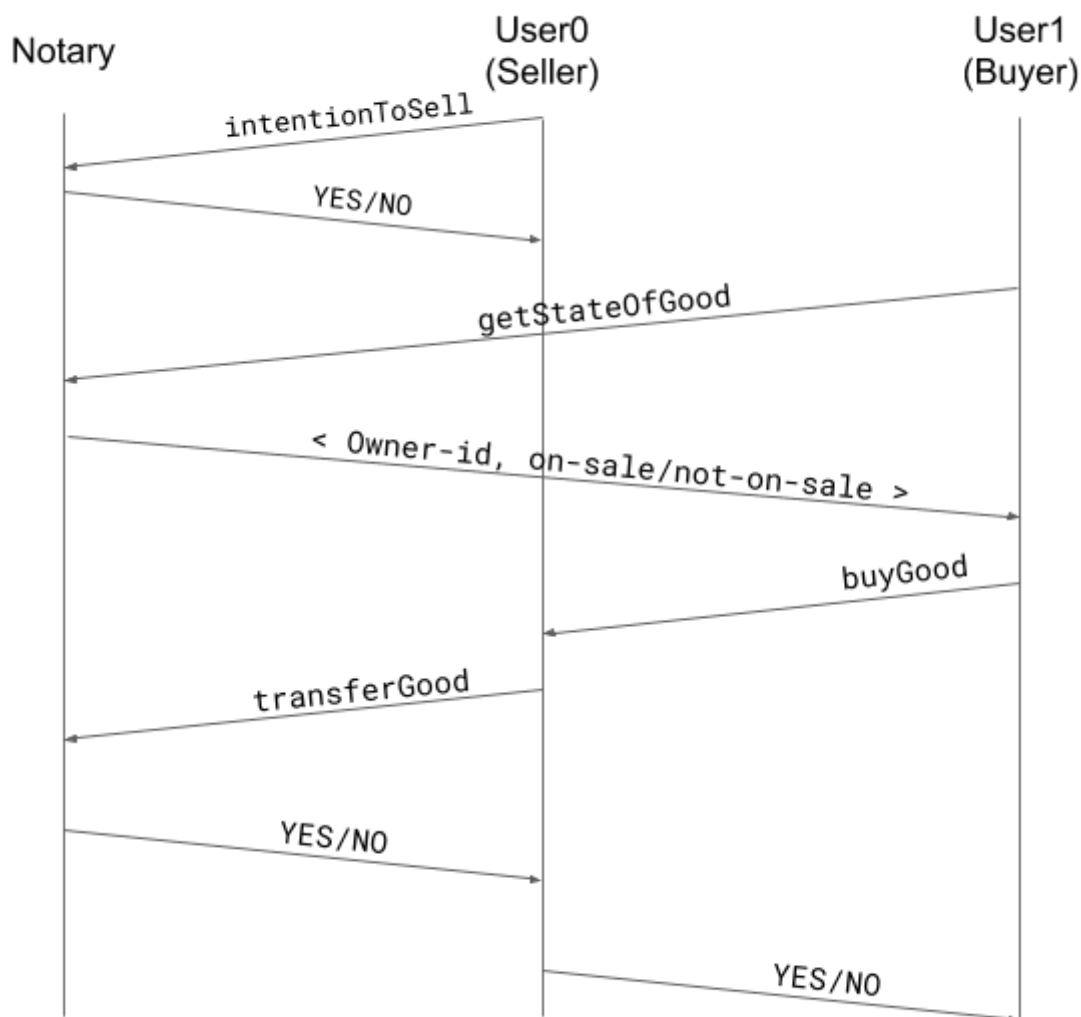 Notary
User0
(Seller)
User1
(Buyer)
intentionToSell
YES/NO
getStateOfGood
< Owner-id, on-sale/not-on-sale >
buyGood
transferGood
YES/NO
YES/NO